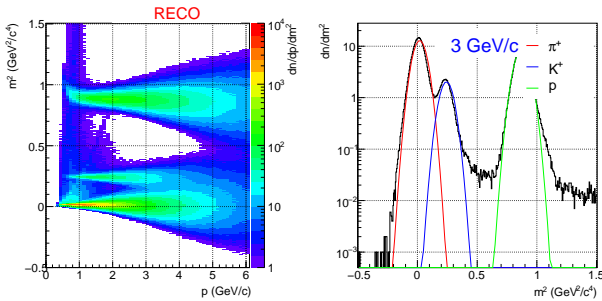 RECO
m² (GeV²/c⁴)
1.5
1
0.5
0
−0.5
0 1 2 3 4 5 6
p (GeV/c)
dn/dp/dm²
10⁴
10³
10²
10
1
dn/dm²
3 GeV/c
π⁺
K⁺
p
10
1
10⁻¹
10⁻²
10⁻³
−0.5 0 0.5 1 1.5
m² (GeV²/c⁴)